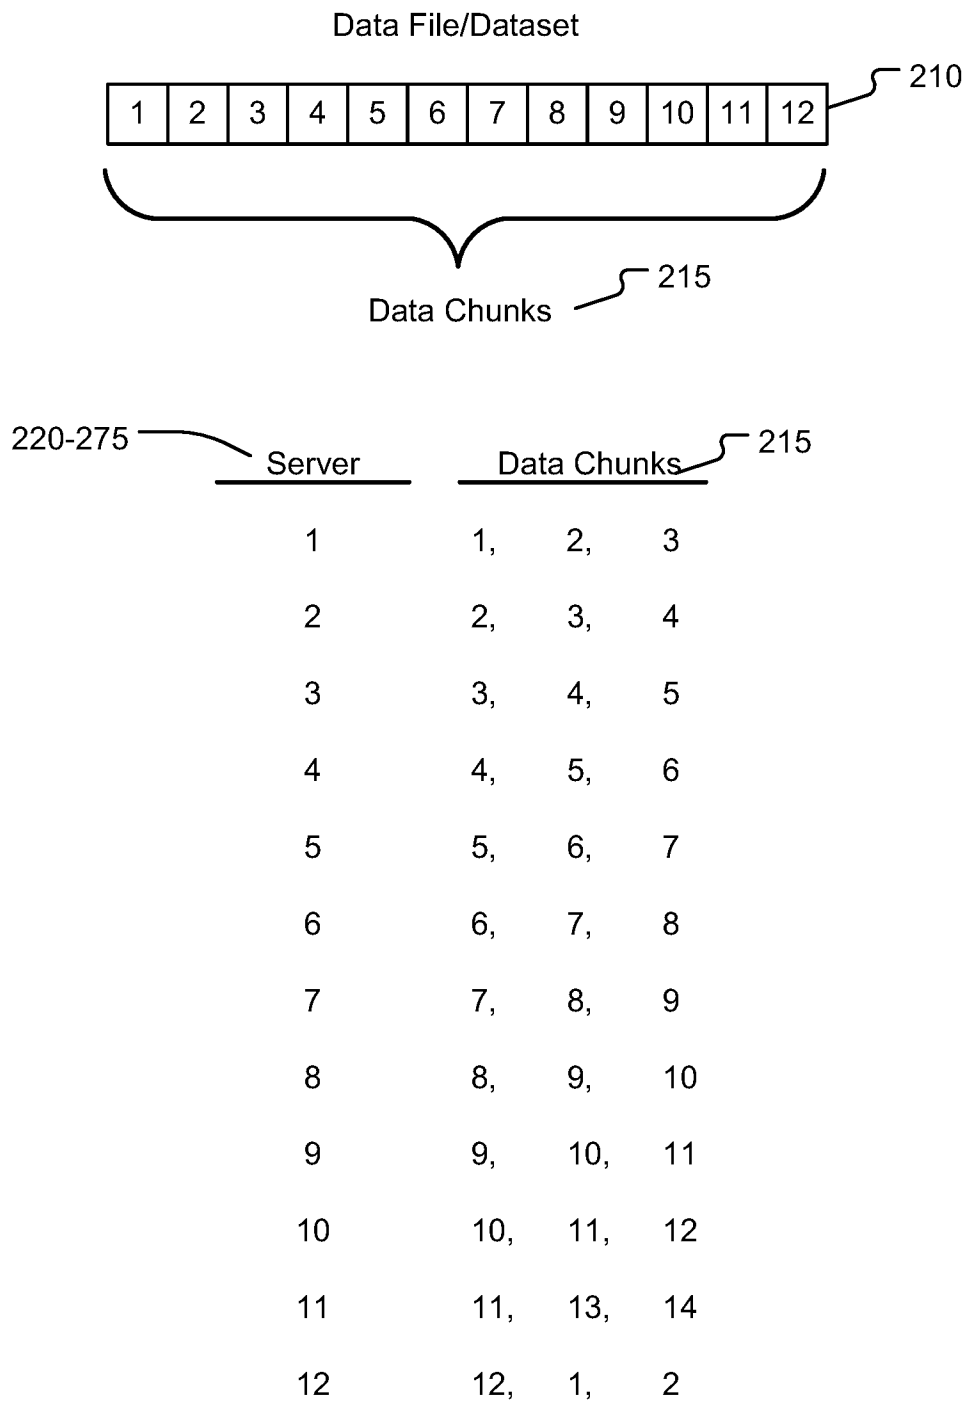 Data File/Dataset
210
1 2 3 4 5 6 7 8 9 10 11 12
215
Data Chunks
220-275
215
Server Data Chunks
1 1, 2, 3
2 2, 3, 4
3 3, 4, 5
4 4, 5, 6
5 5, 6, 7
6 6, 7, 8
7 7, 8, 9
8 8, 9, 10
9 9, 10, 11
10 10, 11, 12
11 11, 13, 14
12 12, 1, 2